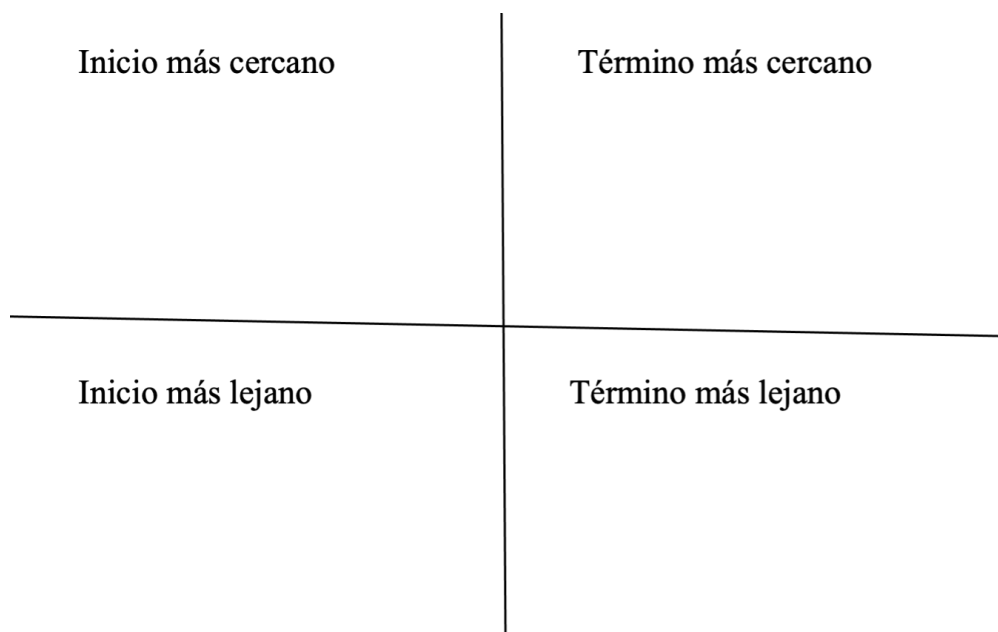 Inicio más cercano
Término más cercano
Inicio más lejano
Término más lejano